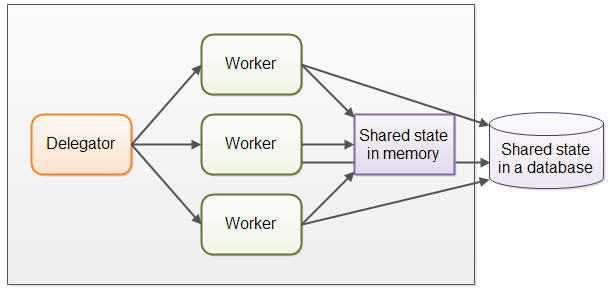 Worker
Delegator
Worker
Shared state
in memory
Shared state
in a database
Worker